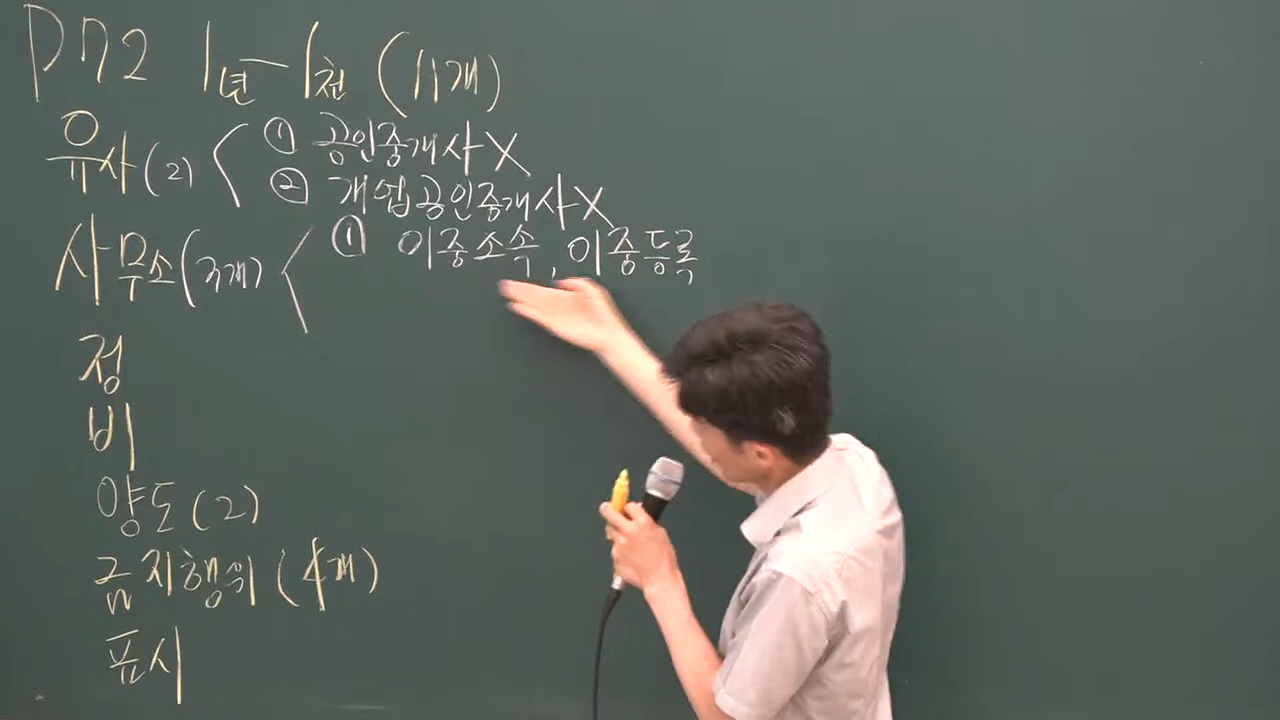 P72 1년-1천 (11개)
유사(2) ① 공인중개사X
② 개업공인중개사X
사무소(3개) ① 이중소속, 이중등록
정
비
양도(2)
금지행위(4개)
표시